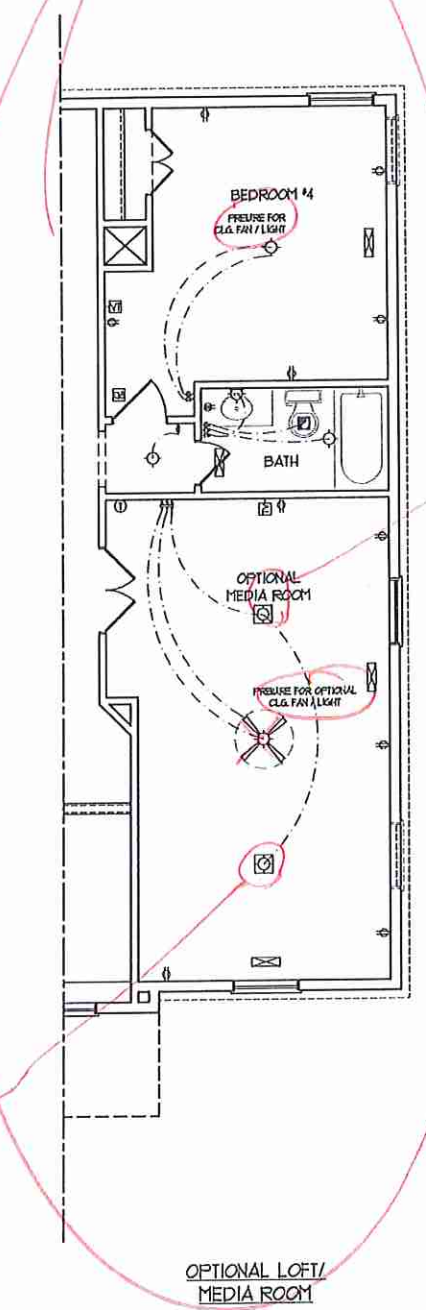 BEDROOM #4
PREWIRE FOR
CLG. FAN / LIGHT
BATH
OPTIONAL
MEDIA ROOM
PREWIRE FOR OPTIONAL
CLG. FAN / LIGHT
OPTIONAL LOFT/
MEDIA ROOM